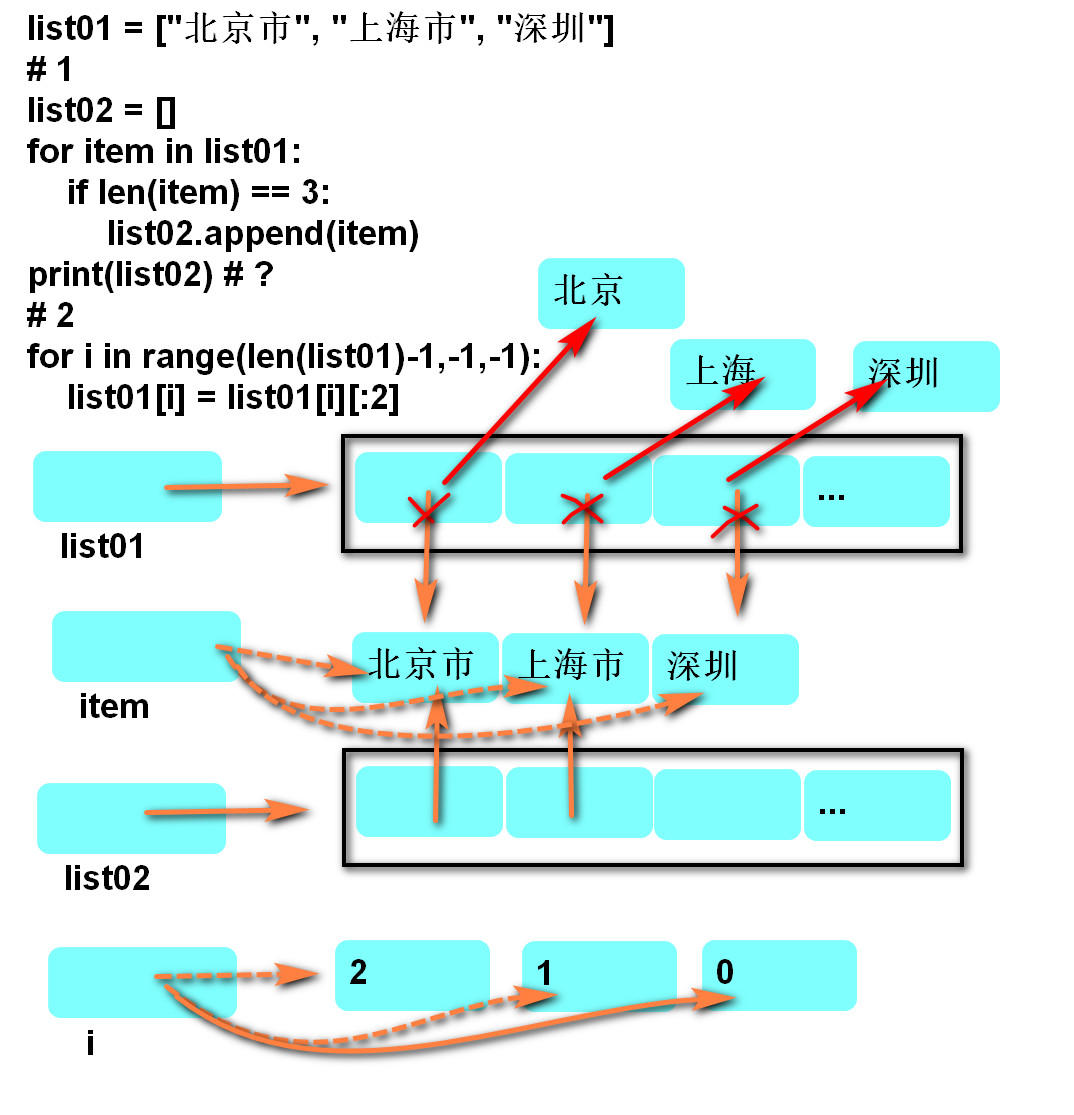 list01 = ["北京市", "上海市", "深圳"]
# 1
list02 = []
for item in list01:
    if len(item) == 3:
        list02.append(item)
print(list02) # ?
# 2
for i in range(len(list01)-1,-1,-1):
    list01[i] = list01[i][:2]
北京
上海
深圳
...
list01
北京市
上海市
深圳
item
...
list02
2
1
0
i